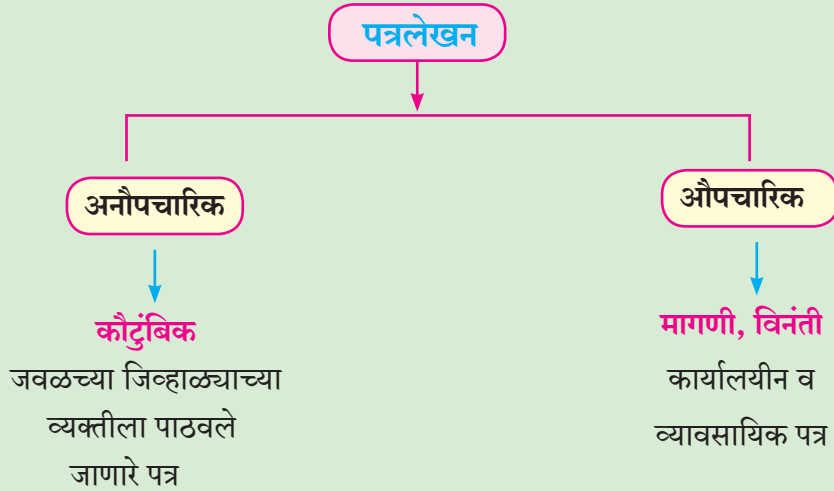 पत्रलेखन
अनौपचारिक
औपचारिक
कौटुंबिक
जवळच्या जिव्हाळ्याच्या
व्यक्तीला पाठवले
जाणारे पत्र
मागणी, विनंती
कार्यालयीन व
व्यावसायिक पत्र